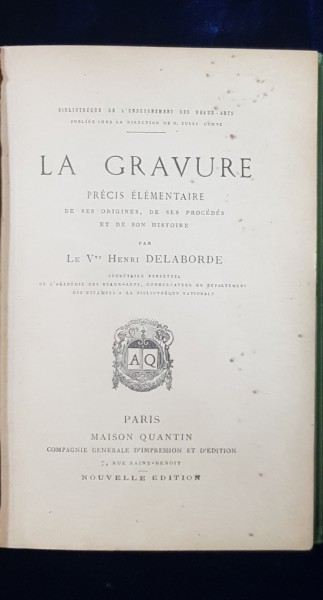 BIBLIOTHÈQUE DE L'ENSEIGNEMENT DES BEAUX-ARTS
PUBLIÉE SOUS LA DIRECTION DE M. JULES COMTE
LA GRAVURE
PRÉCIS ÉLÉMENTAIRE
DE SES ORIGINES, DE SES PROCÉDÉS
ET DE SON HISTOIRE
PAR
LE Vte HENRI DELABORDE
SECRÉTAIRE PERPÉTUEL
DE L'ACADÉMIE DES BEAUX-ARTS, CONSERVATEUR DU DÉPARTEMENT
DES ESTAMPES A LA BIBLIOTHÈQUE NATIONALE
A Q
PARIS
MAISON QUANTIN
COMPAGNIE GÉNÉRALE D'IMPRESSION ET D'ÉDITION
7, RUE SAINT-BENOIT
NOUVELLE ÉDITION